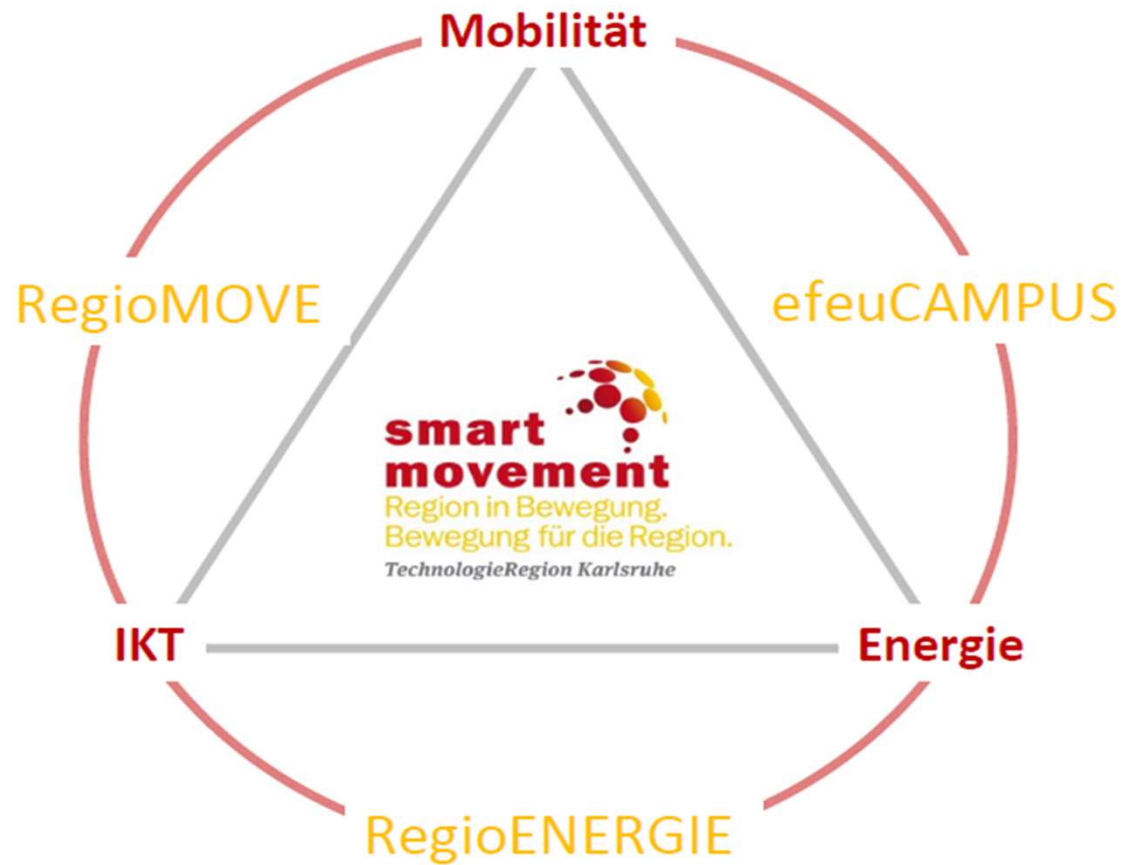 Mobilität
RegioMOVE
efeuCAMPUS
smart
movement
Region in Bewegung.
Bewegung für die Region.
TechnologieRegion Karlsruhe
IKT
Energie
RegioENERGIE